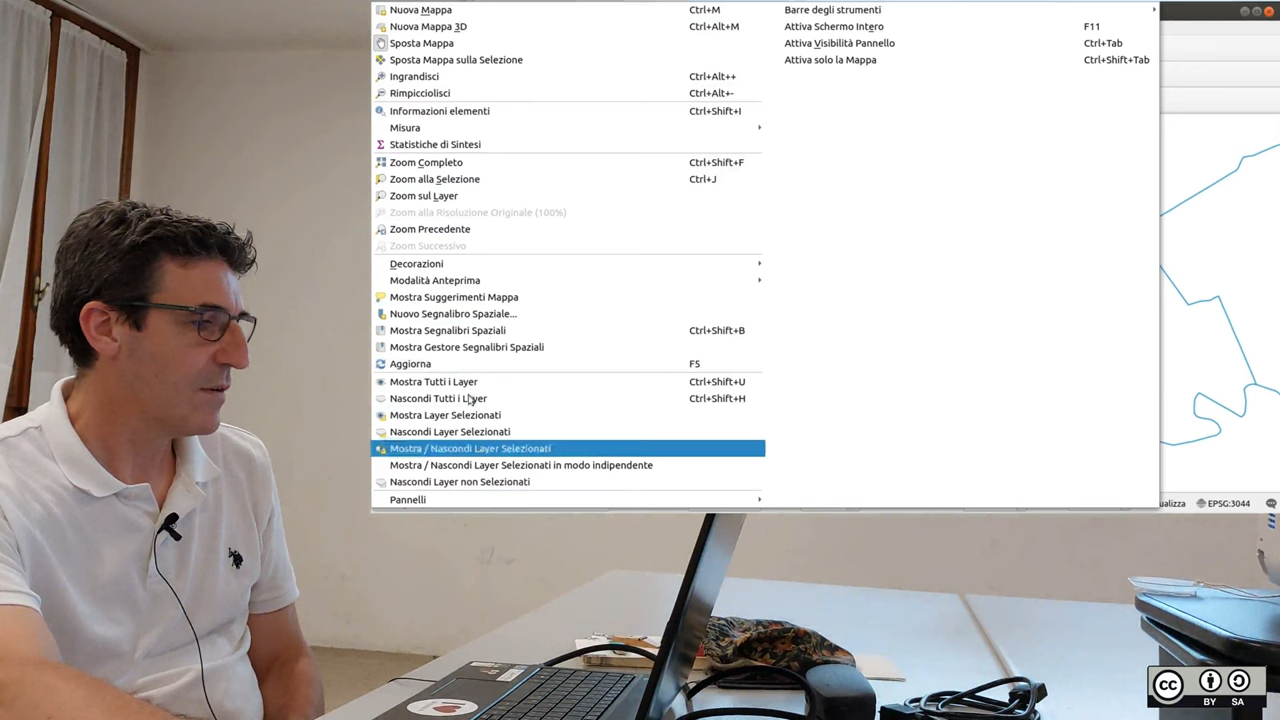 Nuova Mappa Ctrl+M
Nuova Mappa 3D Ctrl+Alt+M
Sposta Mappa
Sposta Mappa sulla Selezione
Ingrandisci Ctrl+Alt++
Rimpicciolisci Ctrl+Alt+-
Informazioni elementi Ctrl+Shift+I
Misura
Statistiche di Sintesi
Zoom Completo Ctrl+Shift+F
Zoom alla Selezione Ctrl+J
Zoom sul Layer
Zoom alla Risoluzione Originale (100%)
Zoom Precedente
Zoom Successivo
Decorazioni
Modalità Anteprima
Mostra Suggerimenti Mappa
Nuovo Segnalibro Spaziale...
Mostra Segnalibri Spaziali Ctrl+Shift+B
Mostra Gestore Segnalibri Spaziali
Aggiorna F5
Mostra Tutti i Layer Ctrl+Shift+U
Nascondi Tutti i Layer Ctrl+Shift+H
Mostra Layer Selezionati
Nascondi Layer Selezionati
Mostra / Nascondi Layer Selezionati
Mostra / Nascondi Layer Selezionati in modo indipendente
Nascondi Layer non Selezionati
Pannelli
Barre degli strumenti
Attiva Schermo Intero F11
Attiva Visibilità Pannello Ctrl+Tab
Attiva solo la Mappa Ctrl+Shift+Tab
ualizza EPSG:3044
CC BY SA